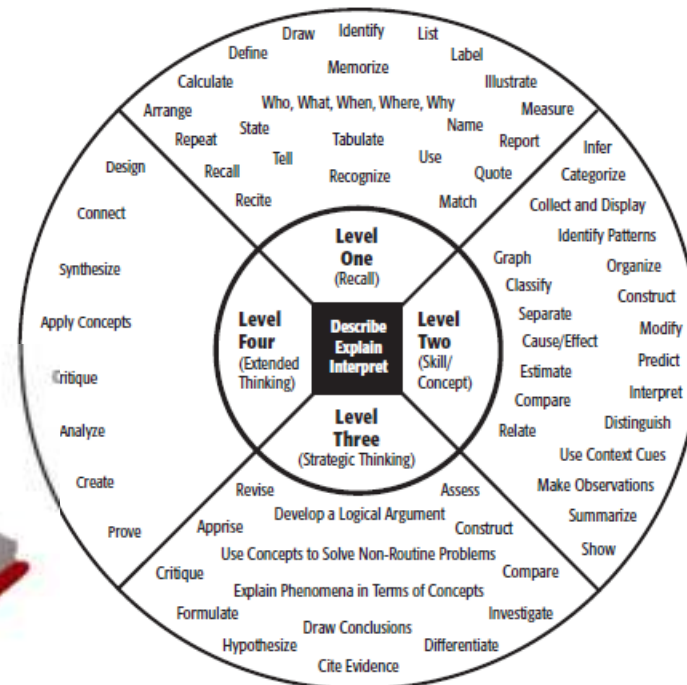 Draw
Identify
List
Define
Label
Memorize
Calculate
Illustrate
Arrange
Who, What, When, Where, Why
Measure
Repeat
State
Tabulate
Name
Report
Recall
Tell
Recognize
Use
Quote
Recite
Match
Level
One
(Recall)
Infer
Categorize
Collect and Display
Identify Patterns
Graph
Organize
Classify
Construct
Separate
Modify
Cause/Effect
Predict
Estimate
Interpret
Compare
Distinguish
Relate
Use Context Cues
Make Observations
Summarize
Show
Level
Two
(Skill/
Concept)
Describe
Explain
Interpret
Level
Three
(Strategic Thinking)
Revise
Assess
Develop a Logical Argument
Apprise
Construct
Use Concepts to Solve Non-Routine Problems
Critique
Compare
Explain Phenomena in Terms of Concepts
Formulate
Investigate
Draw Conclusions
Hypothesize
Differentiate
Cite Evidence
Level
Four
(Extended
Thinking)
Design
Connect
Synthesize
Apply Concepts
Critique
Analyze
Create
Prove